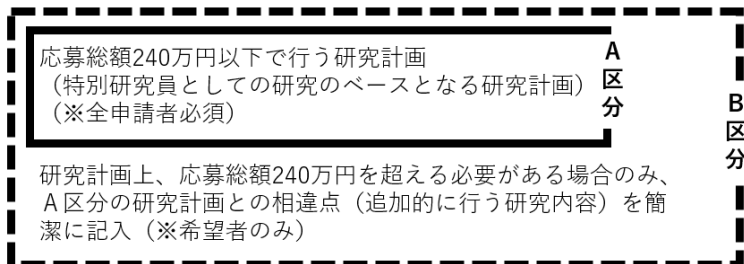 応募総額240万円以下で行う研究計画
(特別研究員としての研究のベースとなる研究計画)
(※全申請者必須)
A区分
研究計画上、応募総額240万円を超える必要がある場合のみ、
A区分の研究計画との相違点(追加的に行う研究内容)を簡
潔に記入(※希望者のみ)
B区分